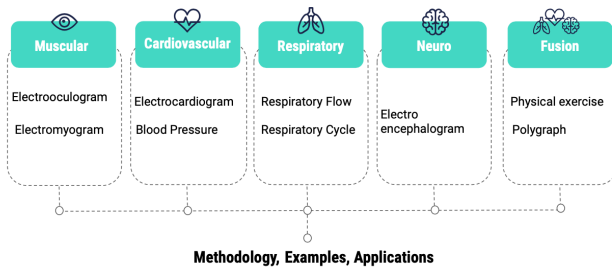 Muscular
Cardiovascular
Respiratory
Neuro
Fusion
Electrooculogram
Electromyogram
Electrocardiogram
Blood Pressure
Respiratory Flow
Respiratory Cycle
Electro
encephalogram
Physical exercise
Polygraph
Methodology, Examples, Applications